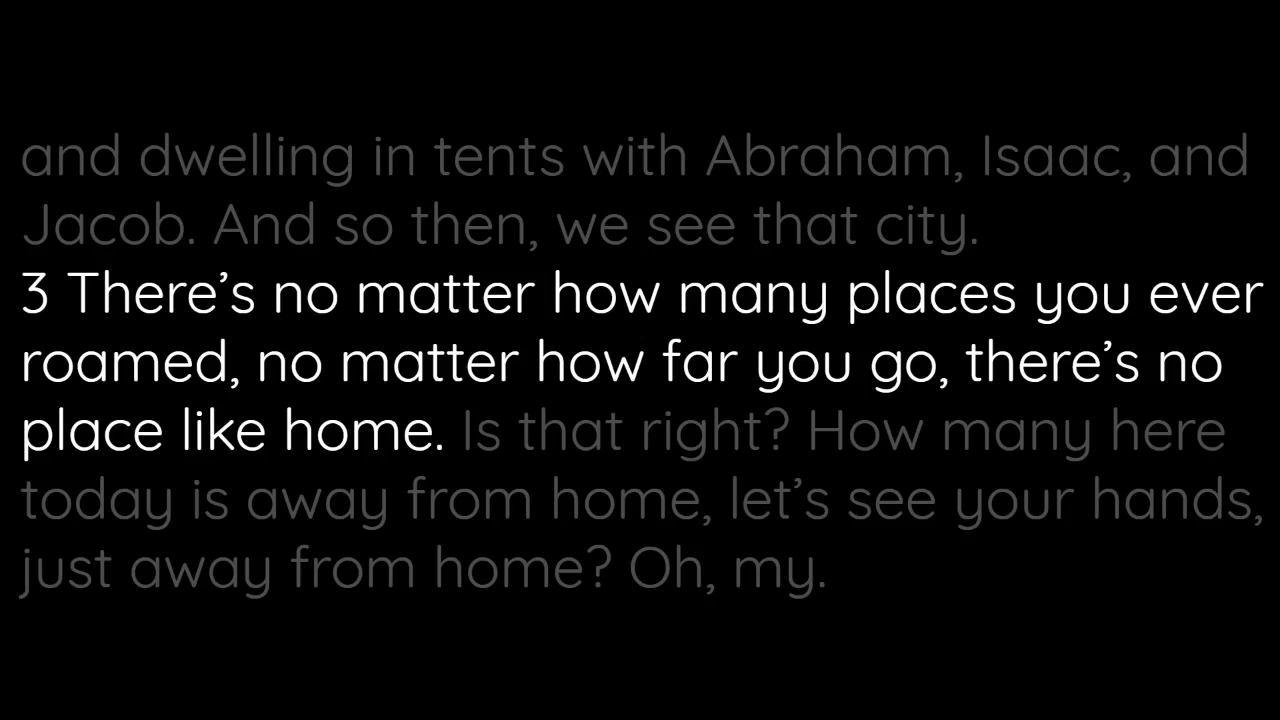 and dwelling in tents with Abraham, Isaac, and
Jacob. And so then, we see that city.
3 There’s no matter how many places you ever
roamed, no matter how far you go, there’s no
place like home. Is that right? How many here
today is away from home, let’s see your hands,
just away from home? Oh, my.